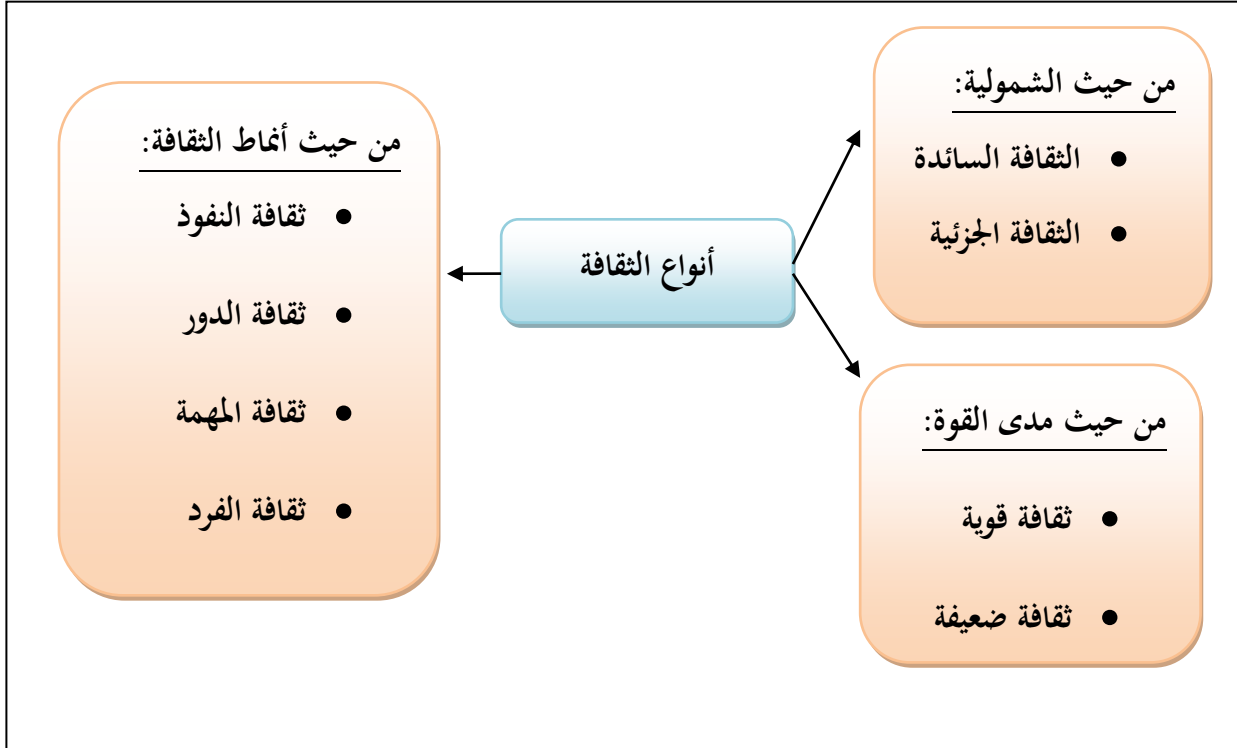 من حيث الشمولية:
• الثقافة السائدة
• الثقافة الجزئية
من حيث أنماط الثقافة:
• ثقافة النفوذ
• ثقافة الدور
• ثقافة المهمة
• ثقافة الفرد
أنواع الثقافة
من حيث مدى القوة:
• ثقافة قوية
• ثقافة ضعيفة